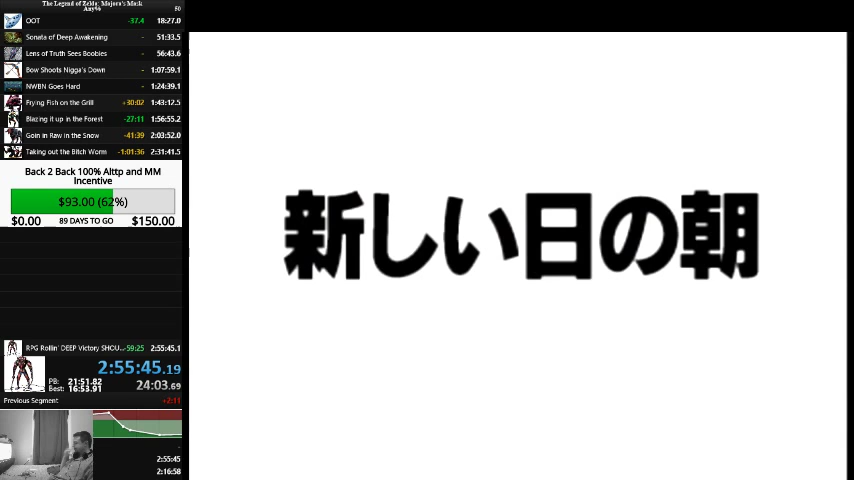 The Legend of Zelda: Majora's Mask
Any%
50
OOT -37.4 18:27.0
Sonata of Deep Awakening - 51:33.5
Lens of Truth Sees Boobies - 56:43.6
Bow Shoots Nigga's Down - 1:07:59.1
NWBN Goes Hard - 1:24:39.1
Frying Fish on the Grill +30:02 1:43:12.5
Blazing it up in the Forest -27:11 1:56:55.2
Goin in Raw in the Snow -41:39 2:03:52.0
Taking out the Bitch Worm -1:01:36 2:31:41.5
Back 2 Back 100% Alttp and MM
Incentive
$93.00 (62%)
$0.00 89 DAYS TO GO $150.00
新しい日の朝
RPG Rollin' DEEP Victory SHOU... -59:25 2:55:45.1
2:55:45.19
PB: 21:51.82
Best: 16:53.91
24:03.69
Previous Segment +2:11
-
2:55:45
2:16:58